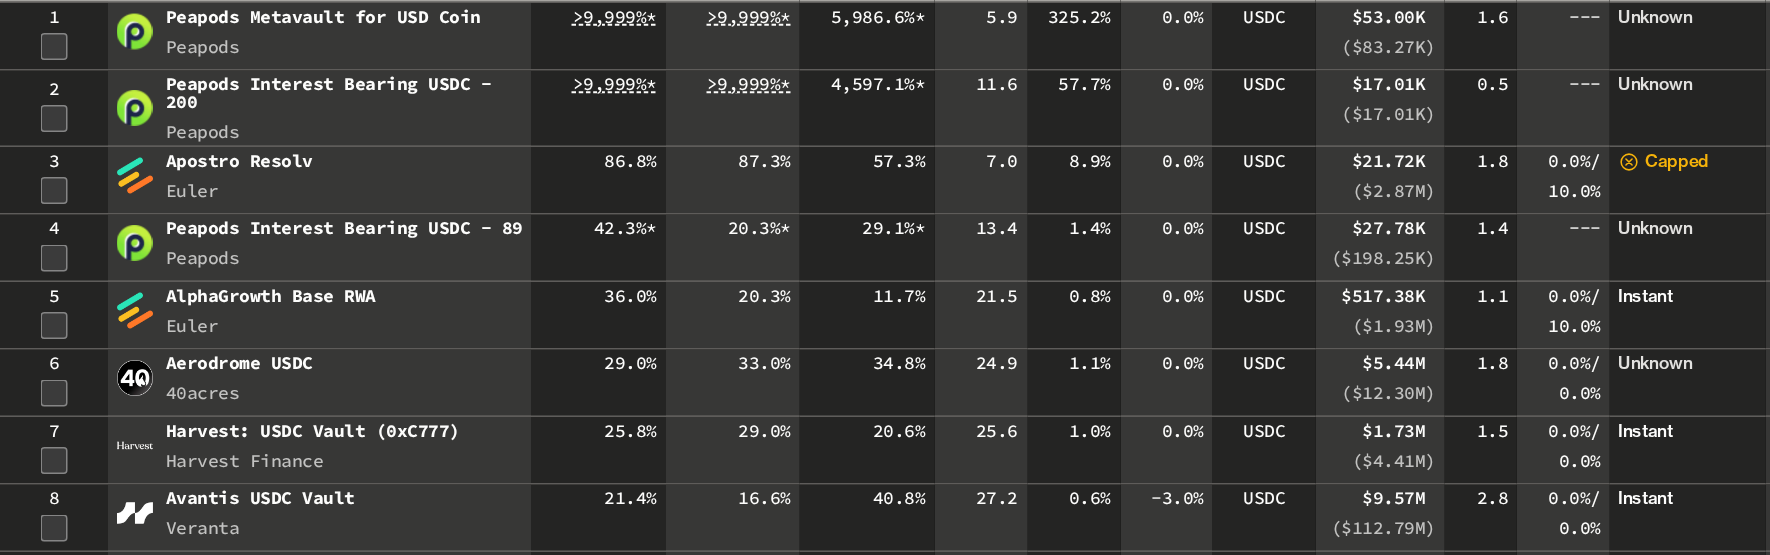 1 Peapods Metavault for USD Coin >9,999%* >9,999%* 5,986.6%* 5.9 325.2% 0.0% USDC $53.00K 1.6 --- Unknown
Peapods ($83.27K)
2 Peapods Interest Bearing USDC - >9,999%* >9,999%* 4,597.1%* 11.6 57.7% 0.0% USDC $17.01K 0.5 --- Unknown
200 ($17.01K)
Peapods
3 Apostro Resolv 86.8% 87.3% 57.3% 7.0 8.9% 0.0% USDC $21.72K 1.8 0.0%/ Capped
Euler ($2.87M) 10.0%
4 Peapods Interest Bearing USDC - 89 42.3%* 20.3%* 29.1%* 13.4 1.4% 0.0% USDC $27.78K 1.4 --- Unknown
Peapods ($198.25K)
5 AlphaGrowth Base RWA 36.0% 20.3% 11.7% 21.5 0.8% 0.0% USDC $517.38K 1.1 0.0%/ Instant
Euler ($1.93M) 10.0%
40 6 Aerodrome USDC 29.0% 33.0% 34.8% 24.9 1.1% 0.0% USDC $5.44M 1.8 0.0%/ Unknown
40acres ($12.30M) 0.0%
7 Harvest: USDC Vault (0xC777) 25.8% 29.0% 20.6% 25.6 1.0% 0.0% USDC $1.73M 1.5 0.0%/ Instant
Harvest Harvest Finance ($4.41M) 0.0%
8 Avantis USDC Vault 21.4% 16.6% 40.8% 27.2 0.6% -3.0% USDC $9.57M 2.8 0.0%/ Instant
Veranta ($112.79M) 0.0%